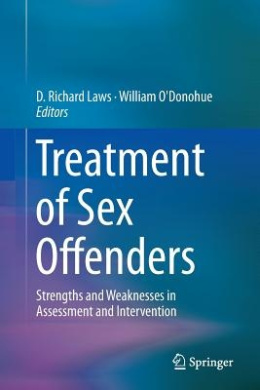 D. Richard Laws · William O'Donohue
Editors
Treatment
of Sex
Offenders
Strengths and Weaknesses in
Assessment and Intervention
Springer